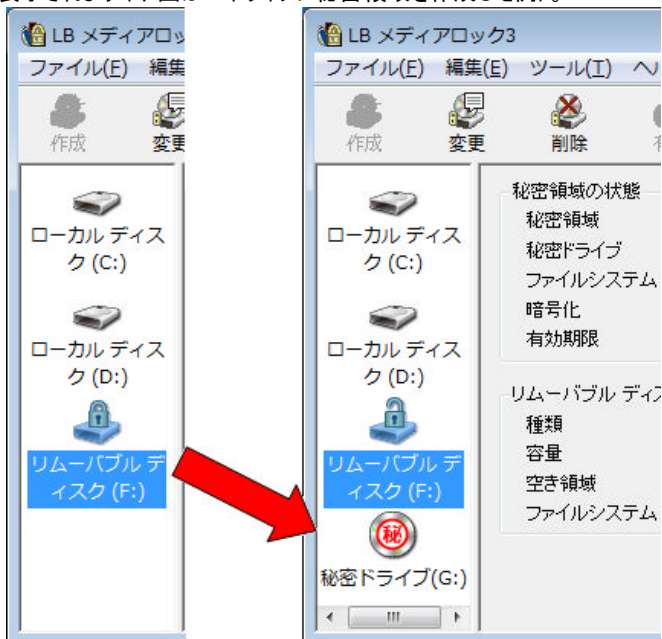 LB メディアロッ
ファイル(F) 編集
作成 変更
ローカル ディス
ク (C:)
ローカル ディス
ク (D:)
リムーバブル デ
ィスク (F:)
LB メディアロック3
ファイル(F) 編集(E) ツール(T) ヘル
作成 変更 削除
ローカル ディス
ク (C:)
ローカル ディス
ク (D:)
リムーバブル デ
ィスク (F:)
秘
秘密ドライブ(G:)
秘密領域の状態
秘密領域
秘密ドライブ
ファイルシステム
暗号化
有効期限
リムーバブル ディス
種類
容量
空き領域
ファイルシステム